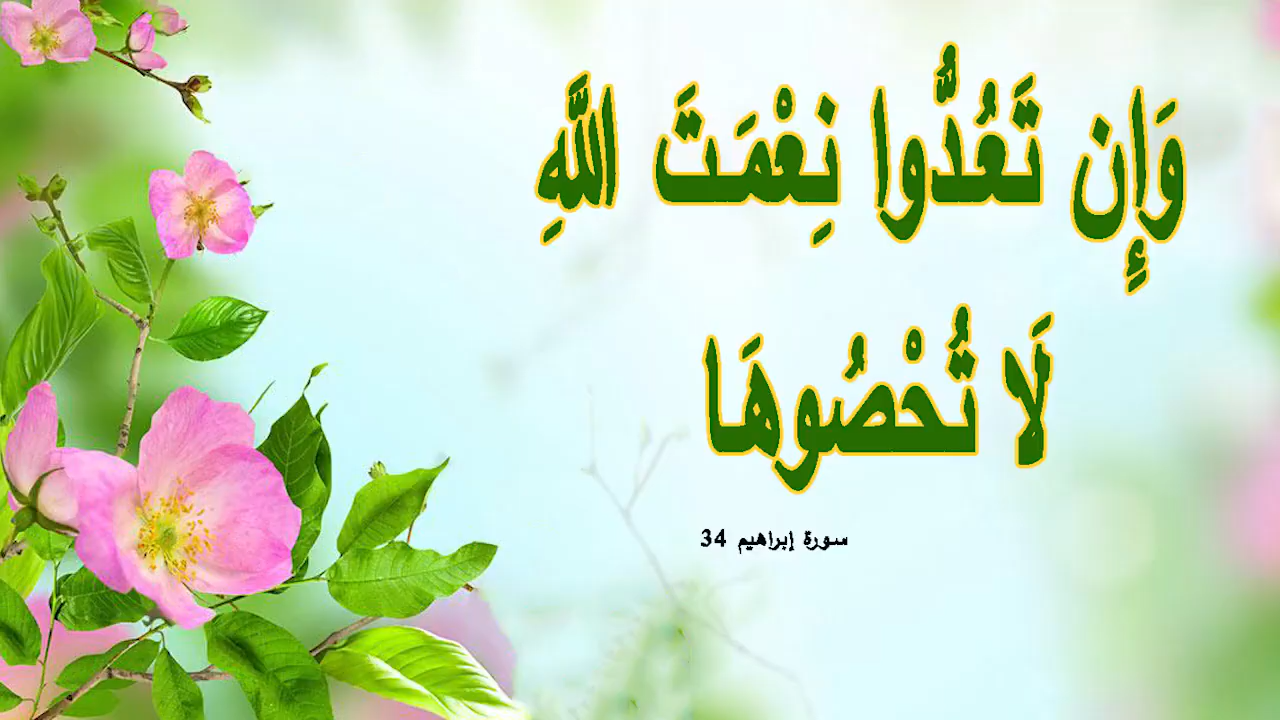 وَإِن تَعُدُّوا نِعْمَتَ اللَّهِ
لَا تُحْصُوهَا
سورة إبراهيم 34